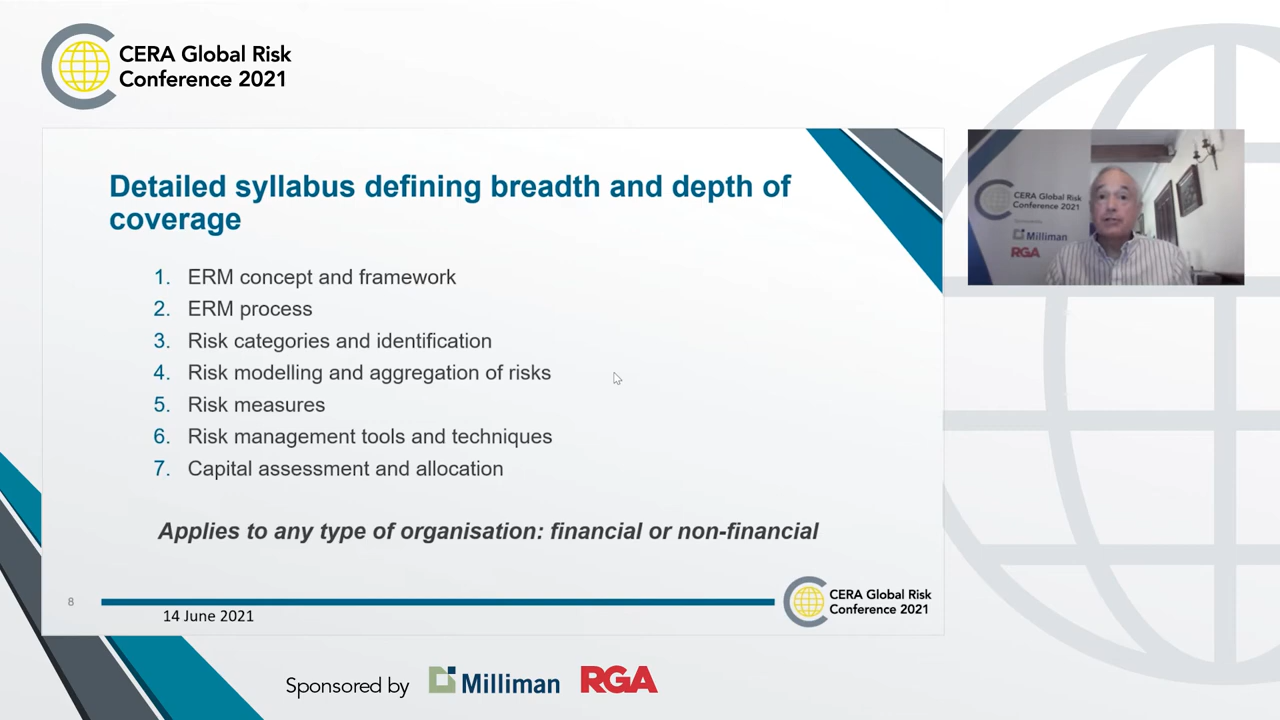 CERA Global Risk
Conference 2021
Detailed syllabus defining breadth and depth of
coverage
1. ERM concept and framework
2. ERM process
3. Risk categories and identification
4. Risk modelling and aggregation of risks
5. Risk measures
6. Risk management tools and techniques
7. Capital assessment and allocation
Applies to any type of organisation: financial or non-financial
8
14 June 2021
CERA Global Risk
Conference 2021
CERA Global Risk
Conference 2021
Milliman
RGA
Sponsored by Milliman RGA